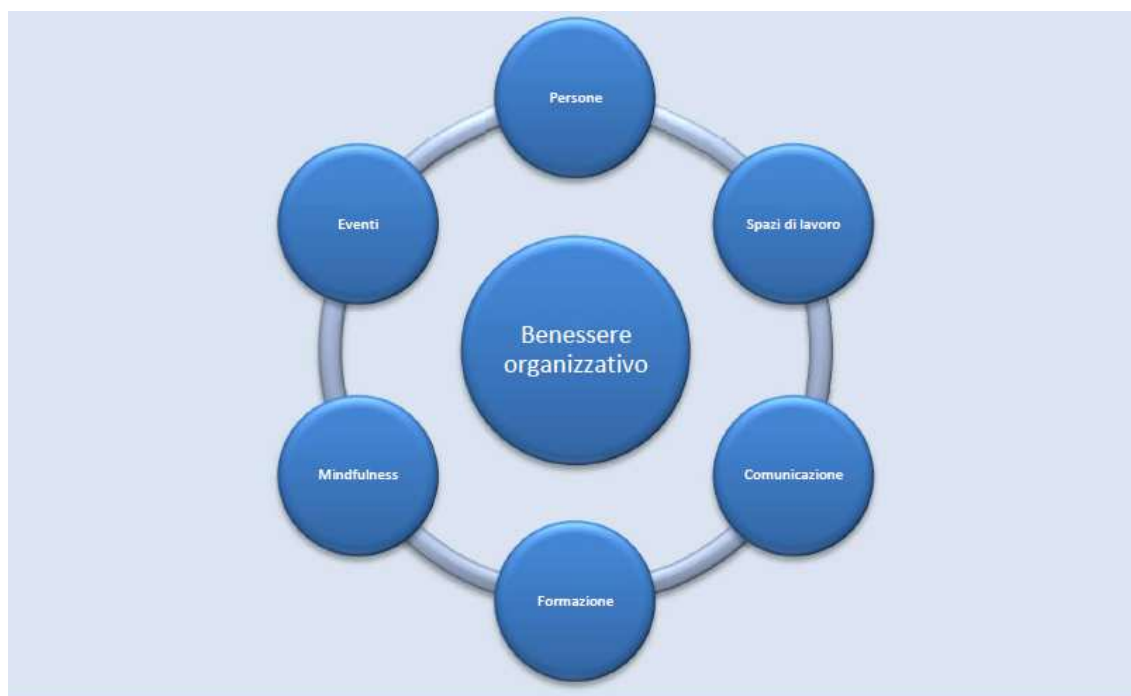 Persone
Eventi
Spazi di lavoro
Benessere
organizzativo
Mindfulness
Comunicazione
Formazione